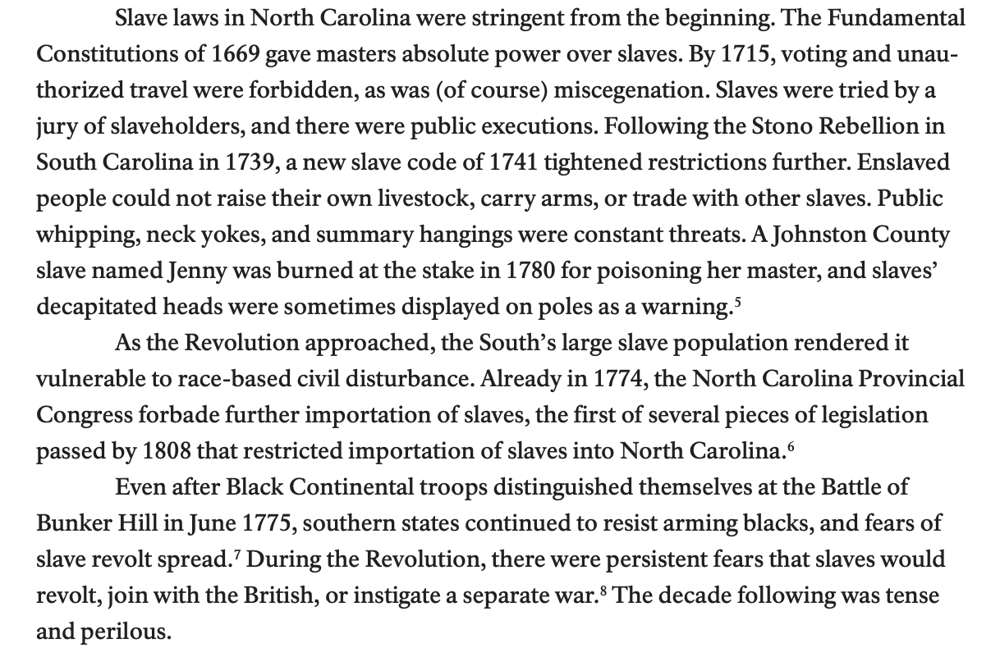 Slave laws in North Carolina were stringent from the beginning. The Fundamental
Constitutions of 1669 gave masters absolute power over slaves. By 1715, voting and unau-
thorized travel were forbidden, as was (of course) miscegenation. Slaves were tried by a
jury of slaveholders, and there were public executions. Following the Stono Rebellion in
South Carolina in 1739, a new slave code of 1741 tightened restrictions further. Enslaved
people could not raise their own livestock, carry arms, or trade with other slaves. Public
whipping, neck yokes, and summary hangings were constant threats. A Johnston County
slave named Jenny was burned at the stake in 1780 for poisoning her master, and slaves’
decapitated heads were sometimes displayed on poles as a warning.⁵
As the Revolution approached, the South’s large slave population rendered it
vulnerable to race-based civil disturbance. Already in 1774, the North Carolina Provincial
Congress forbade further importation of slaves, the first of several pieces of legislation
passed by 1808 that restricted importation of slaves into North Carolina.⁶
Even after Black Continental troops distinguished themselves at the Battle of
Bunker Hill in June 1775, southern states continued to resist arming blacks, and fears of
slave revolt spread.⁷ During the Revolution, there were persistent fears that slaves would
revolt, join with the British, or instigate a separate war.⁸ The decade following was tense
and perilous.